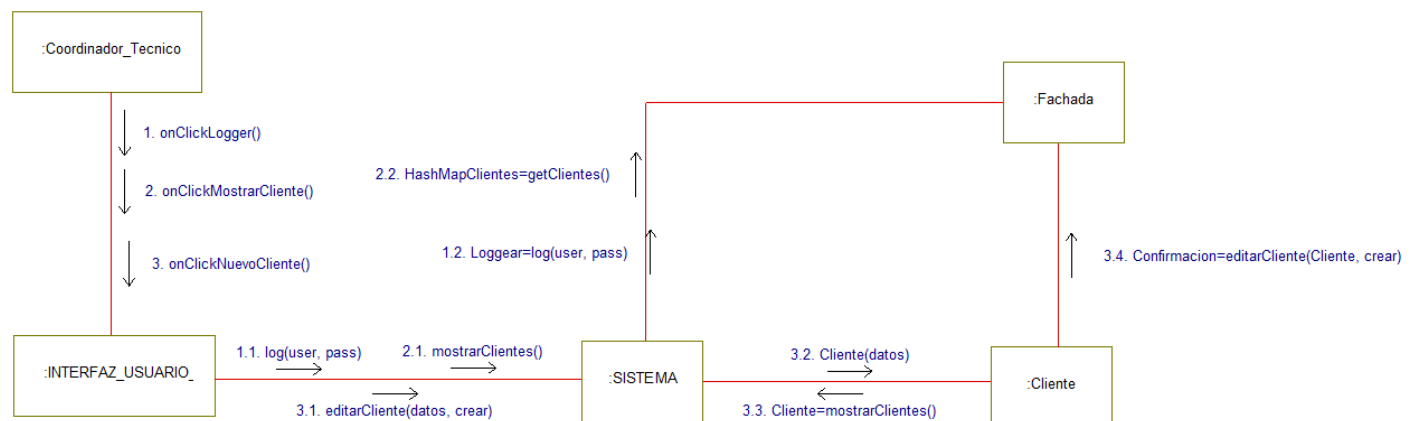 :Coordinador_Tecnico
:Fachada
1. onClickLogger()
2.2. HashMapClientes=getClientes()
2. onClickMostrarCliente()
1.2. Loggear=log(user, pass)
3. onClickNuevoCliente()
3.4. Confirmacion=editarCliente(Cliente, crear)
1.1. log(user, pass)
2.1. mostrarClientes()
3.2. Cliente(datos)
:INTERFAZ_USUARIO_
:SISTEMA
:Cliente
3.1. editarCliente(datos, crear)
3.3. Cliente=mostrarClientes()